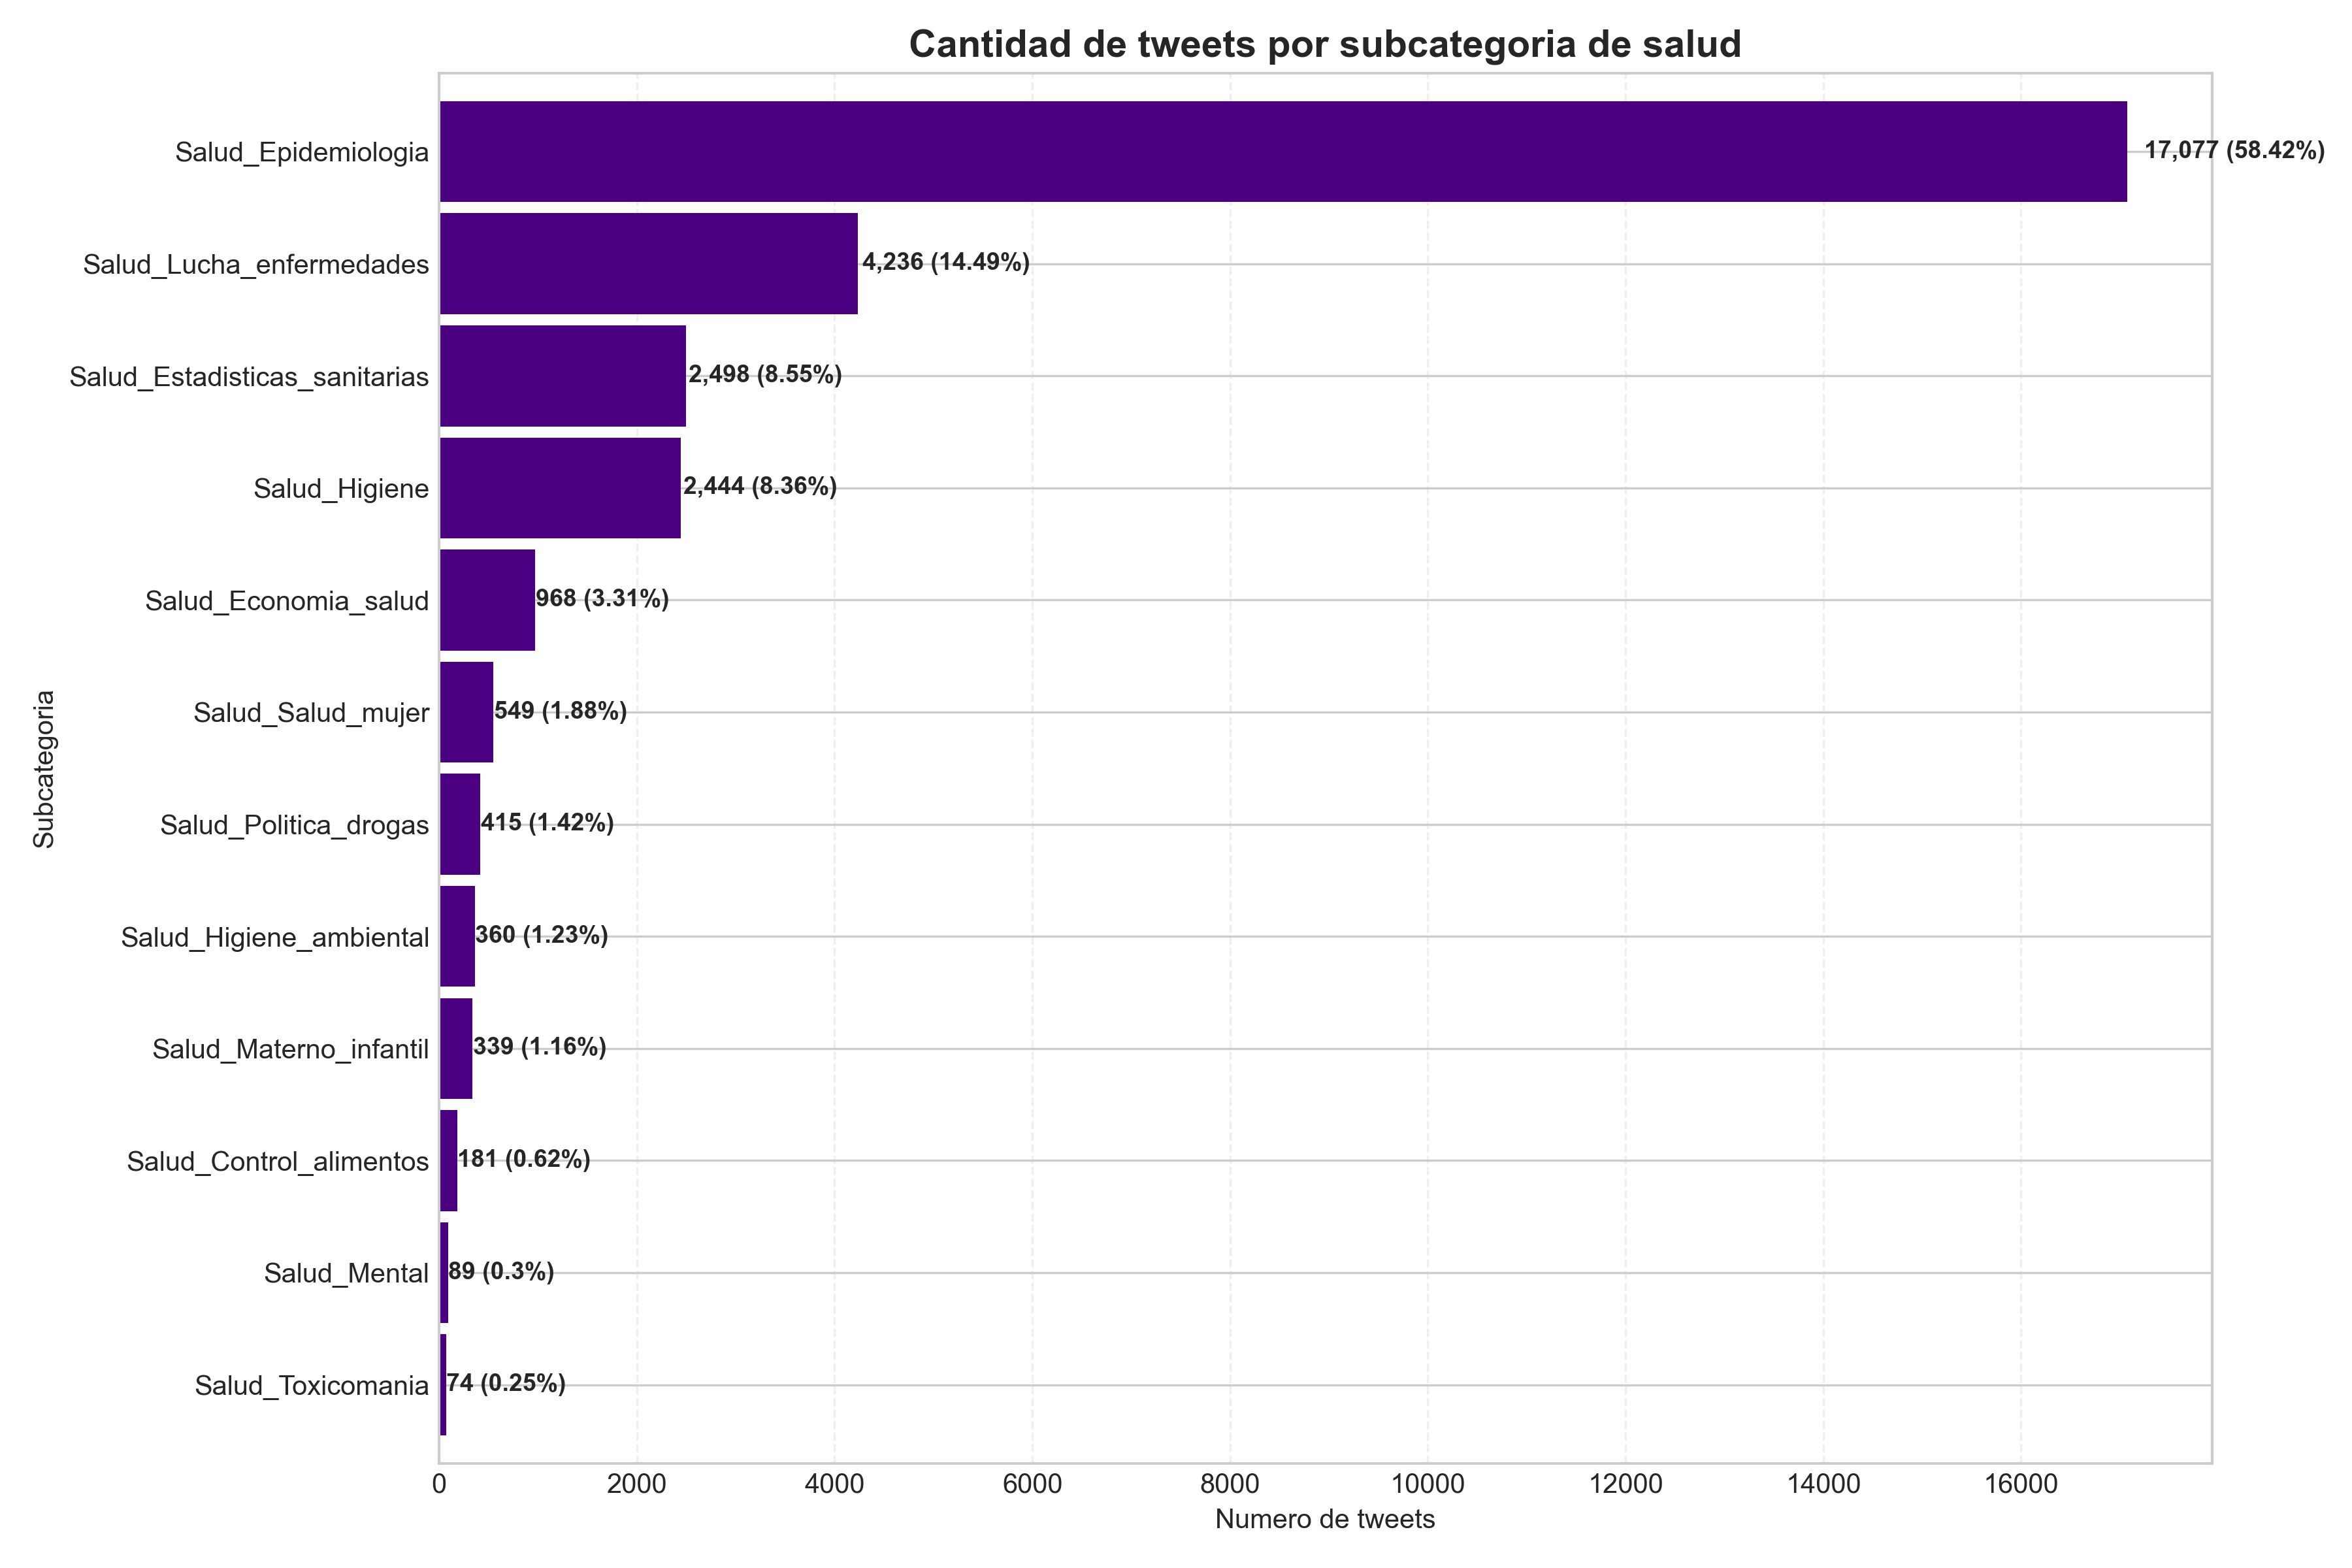 Cantidad de tweets por subcategoria de salud
Salud_Epidemiologia 17,077 (58.42%)
Salud_Lucha_enfermedades 4,236 (14.49%)
Salud_Estadisticas_sanitarias 2,498 (8.55%)
Salud_Higiene 2,444 (8.36%)
Salud_Economia_salud 968 (3.31%)
Salud_Salud_mujer 549 (1.88%)
Salud_Politica_drogas 415 (1.42%)
Salud_Higiene_ambiental 360 (1.23%)
Salud_Materno_infantil 339 (1.16%)
Salud_Control_alimentos 181 (0.62%)
Salud_Mental 89 (0.3%)
Salud_Toxicomania 74 (0.25%)
Subcategoria
0 2000 4000 6000 8000 10000 12000 14000 16000
Numero de tweets